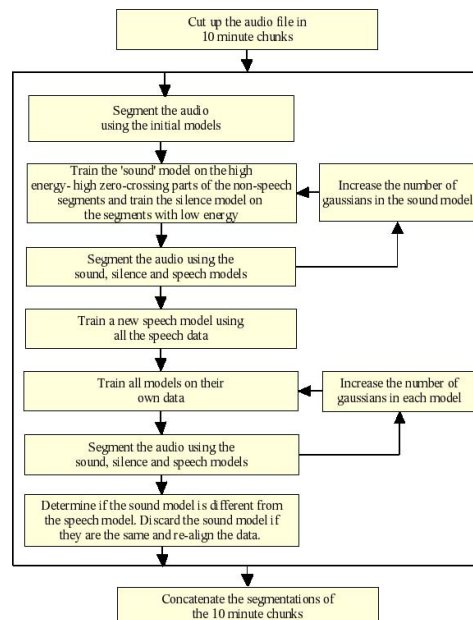 Cut up the audio file in
10 minute chunks
Segment the audio
using the initial models
Train the 'sound' model on the high
energy- high zero-crossing parts of the non-speech
segments and train the silence model on
the segments with low energy
Increase the number of
gaussians in the sound model
Segment the audio using the
sound, silence and speech models
Train a new speech model using
all the speech data
Train all models on their
own data
Increase the number of
gaussians in each model
Segment the audio using the
sound, silence and speech models
Determine if the sound model is different from
the speech model. Discard the sound model if
they are the same and re-align the data.
Concatenate the segmentations of
the 10 minute chunks